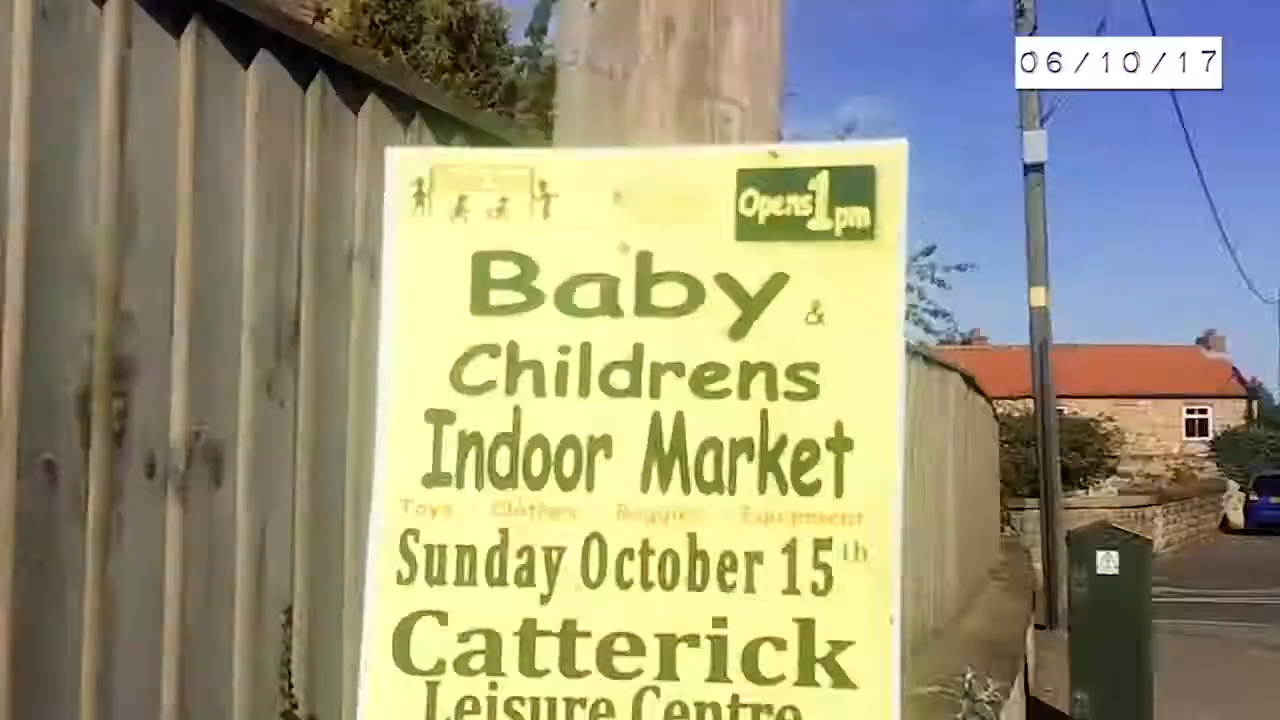 06/10/17
Opens 1pm
Baby &
Childrens
Indoor Market
Toys - Clothes - Buggies - Equipment
Sunday October 15th
Catterick
Leisure Centre